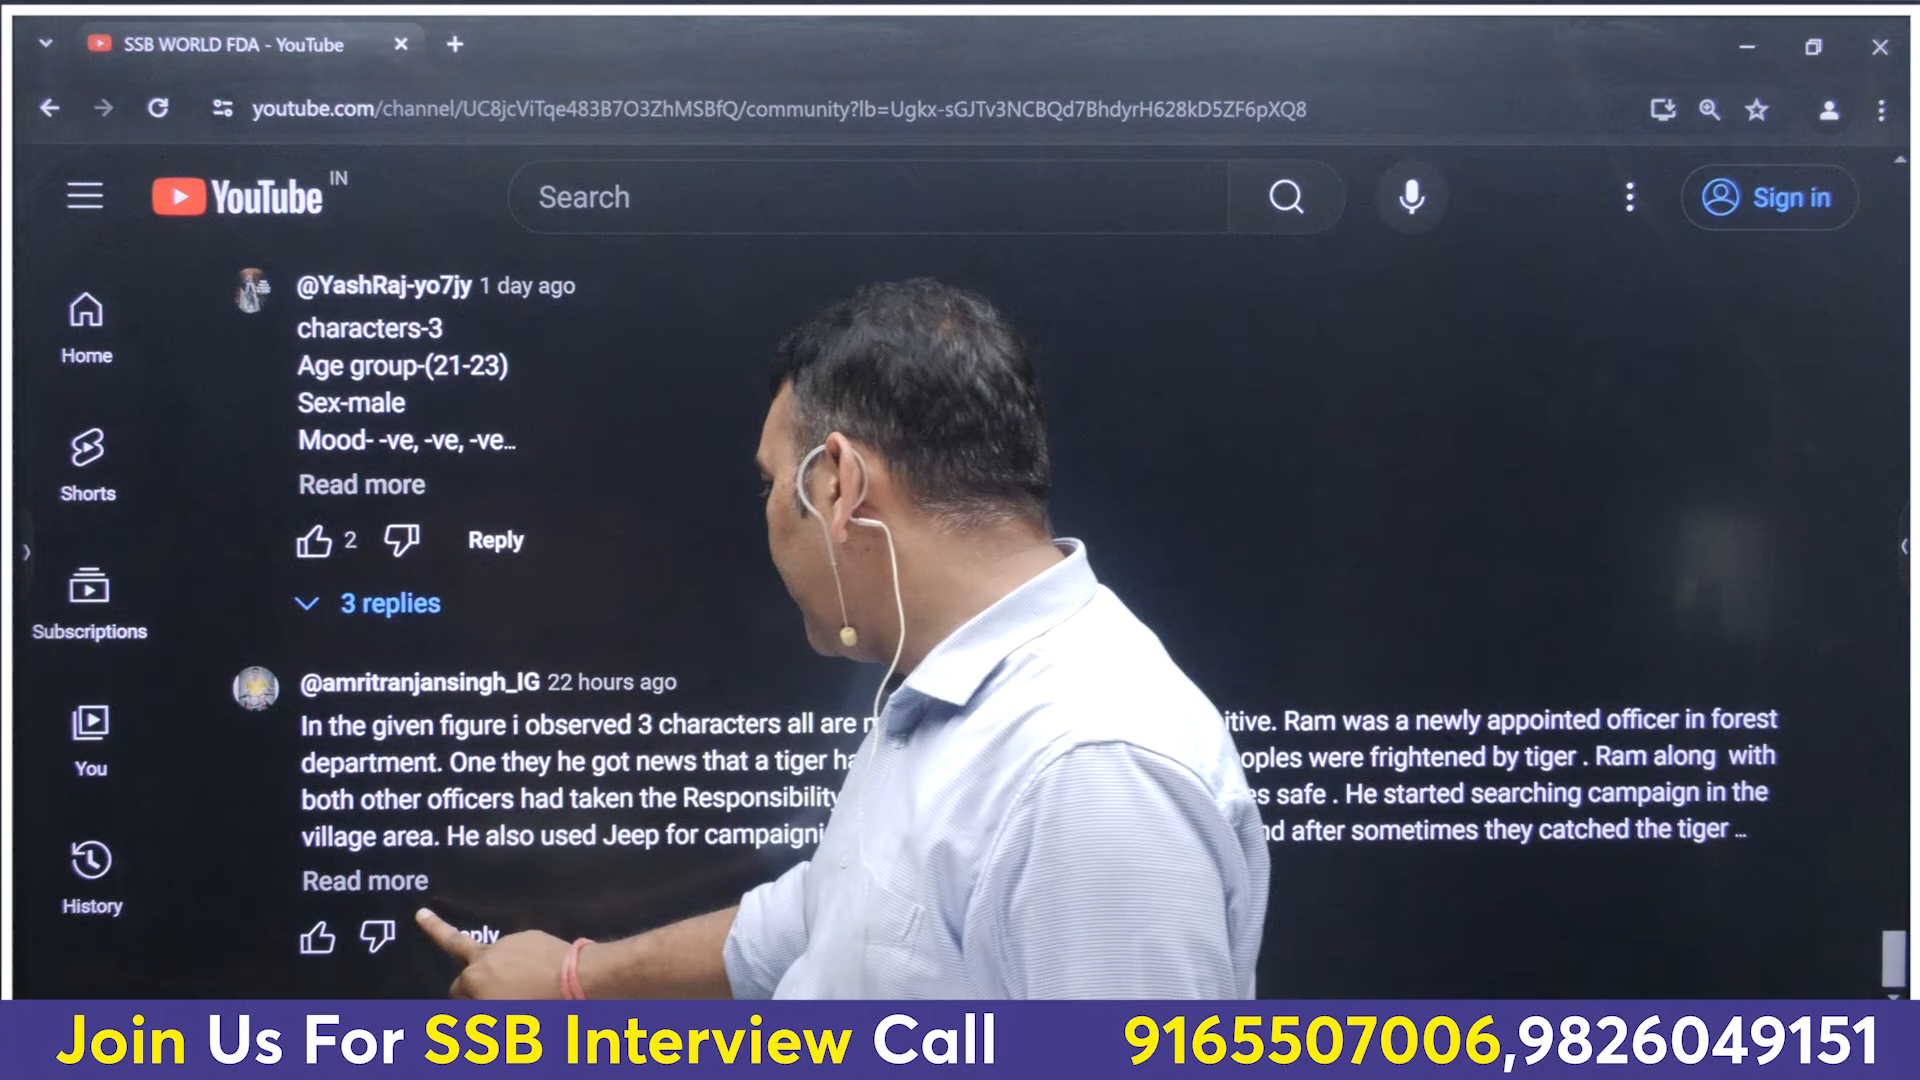 SSB WORLD FDA - YouTube
youtube.com/channel/UC8jcViTqe483B7O3ZhMSBfQ/community?lb=Ugkx-sGJTv3NCBQd7BhdyrH628kD5ZF6pXQ8
YouTube IN
Search
Sign in
Home
Shorts
Subscriptions
You
History
@YashRaj-yo7jy 1 day ago
characters-3
Age group-(21-23)
Sex-male
Mood- -ve, -ve, -ve...
Read more
2 Reply
3 replies
@amritranjansingh_IG 22 hours ago
In the given figure i observed 3 characters all are itive. Ram was a newly appointed officer in forest
department. One they he got news that a tiger oples were frightened by tiger . Ram along with
both other officers had taken the Responsibility es safe . He started searching campaign in the
village area. He also used Jeep for nd after sometimes they catched the tiger ...
Read more
Join Us For SSB Interview Call 9165507006,9826049151